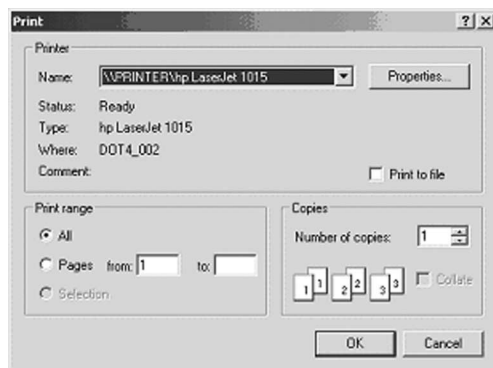 Print
Printer
Name: \\PRINTER\hp LaserJet 1015 Properties...
Status: Ready
Type: hp LaserJet 1015
Where: DOT4_002
Comment: Print to file
Print range Copies
All Number of copies: 1
Pages from: 1 to:
Selection
1 1 2 2 3 3 Collate
OK Cancel